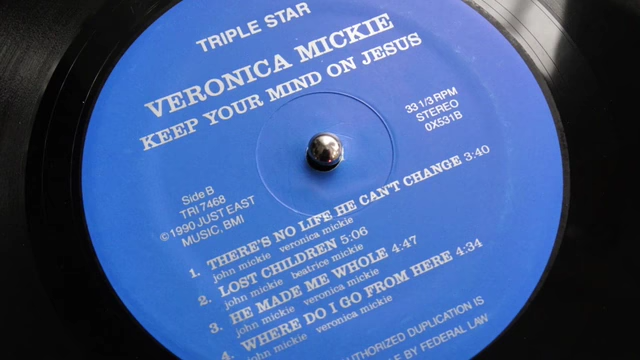 TRIPLE STAR
VERONICA MICKIE
KEEP YOUR MIND ON JESUS
33 1/3 RPM
STEREO
0X531B
Side B
TRI 7468
©1990 JUST EAST
MUSIC, BMI
1. THERE'S NO LIFE HE CAN'T CHANGE 3:40
john mickie veronica mickie
2. LOST CHILDREN 5:06
john mickie beatrice mickie
3. HE MADE ME WHOLE 4:47
john mickie veronica mickie
4. WHERE DO I GO FROM HERE 4:34
john mickie veronica mickie
AUTHORIZED DUPLICATION IS
BY FEDERAL LAW